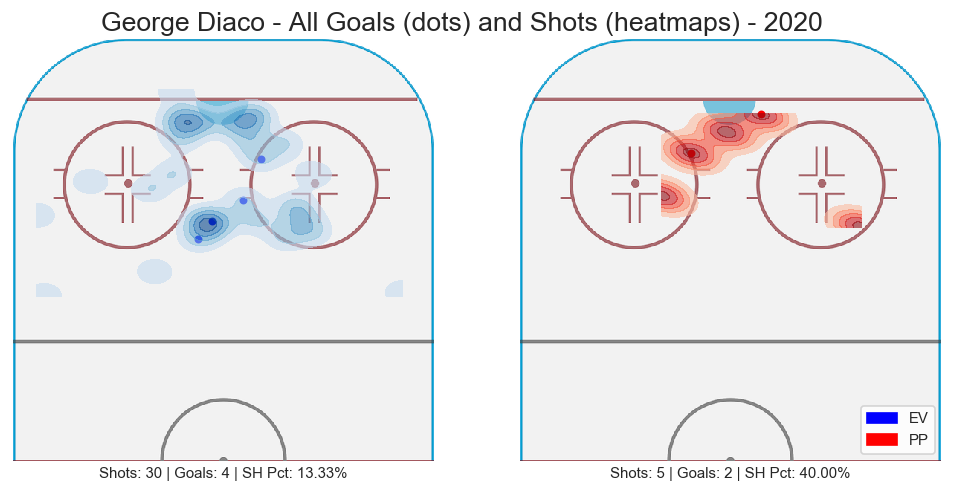 George Diaco - All Goals (dots) and Shots (heatmaps) - 2020
EV
PP
Shots: 30 | Goals: 4 | SH Pct: 13.33%
Shots: 5 | Goals: 2 | SH Pct: 40.00%